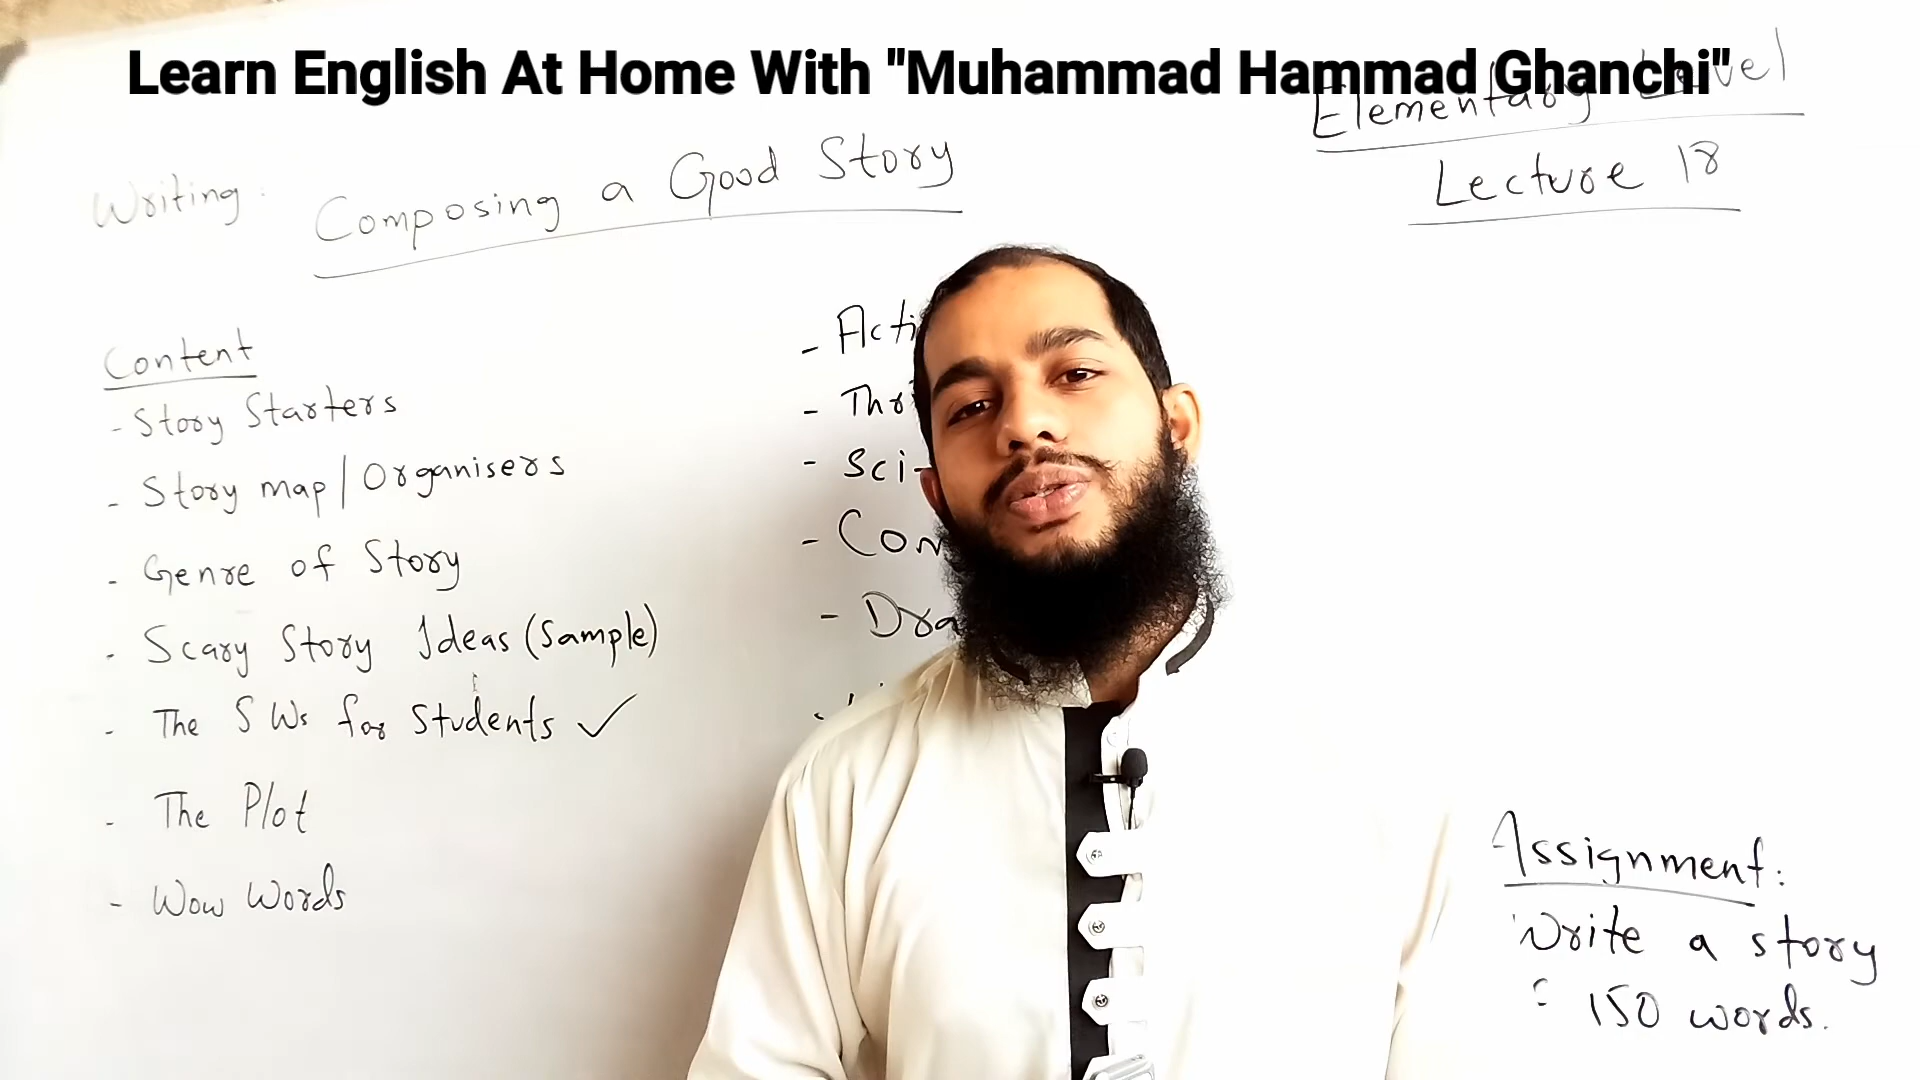 Learn English At Home With "Muhammad Hammad Ghanchi"
Elementary Level
Lecture 18
Writing: Composing a Good Story
Content
- Story Starters
- Story map / Organisers
- Genre of Story
- Scary Story Ideas (Sample)
- The 5 Ws for Students ✓
- The Plot
- Wow Words
- Acti
- Thri
- Sci-
- Com
- Dra
Assignment:
Write a story
150 words.